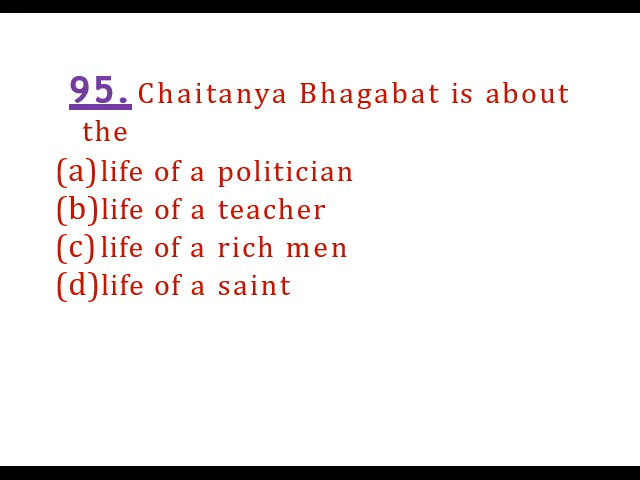 95. Chaitanya Bhagabat is about
the
(a)life of a politician
(b)life of a teacher
(c)life of a rich men
(d)life of a saint